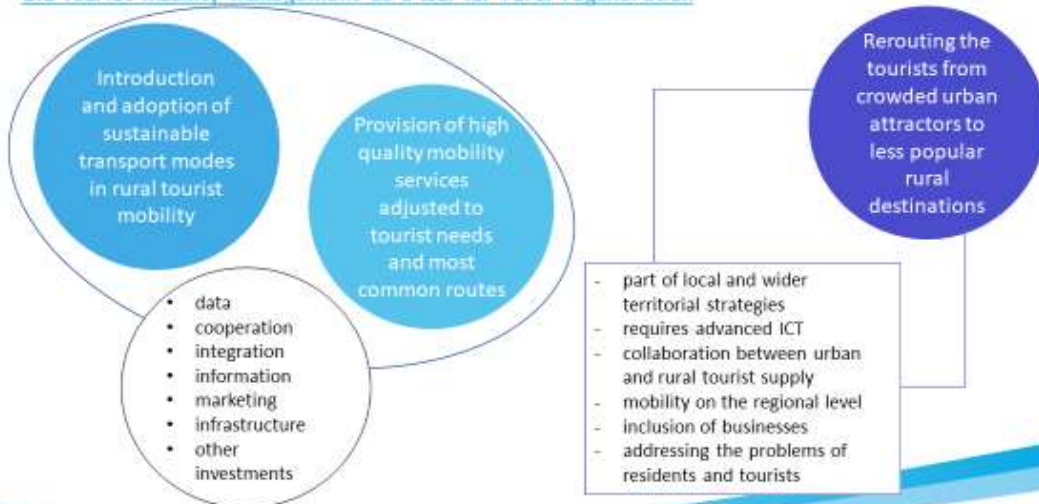 Introduction
and adoption of
sustainable
transport modes
in rural tourist
mobility
Provision of high
quality mobility
services
adjusted to
tourist needs
and most
common routes
• data
• cooperation
• integration
• information
• marketing
• infrastructure
• other
investments
Rerouting the
tourists from
crowded urban
attractors to
less popular
rural
destinations
- part of local and wider
territorial strategies
- requires advanced ICT
- collaboration between urban
and rural tourist supply
- mobility on the regional level
- inclusion of businesses
- addressing the problems of
residents and tourists